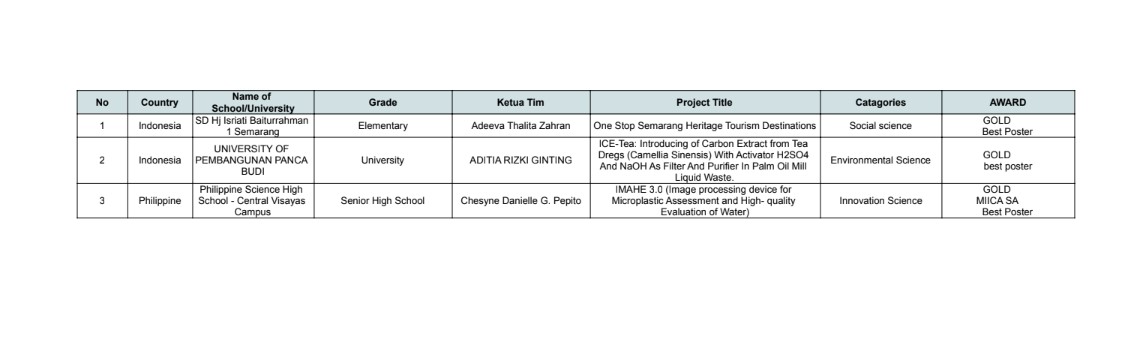 No Country Name of School/University Grade Ketua Tim Project Title Catagories AWARD
1 Indonesia SD Hj Isriati Baiturrahman 1 Semarang Elementary Adeeva Thalita Zahran One Stop Semarang Heritage Tourism Destinations Social science GOLD Best Poster
2 Indonesia UNIVERSITY OF PEMBANGUNAN PANCA BUDI University ADITIA RIZKI GINTING ICE-Tea: Introducing of Carbon Extract from Tea Dregs (Camellia Sinensis) With Activator H2SO4 And NaOH As Filter And Purifier In Palm Oil Mill Liquid Waste. Environmental Science GOLD best poster
3 Philippine Philippine Science High School - Central Visayas Campus Senior High School Chesyne Danielle G. Pepito IMAHE 3.0 (Image processing device for Microplastic Assessment and High- quality Evaluation of Water) Innovation Science GOLD MIICA SA Best Poster